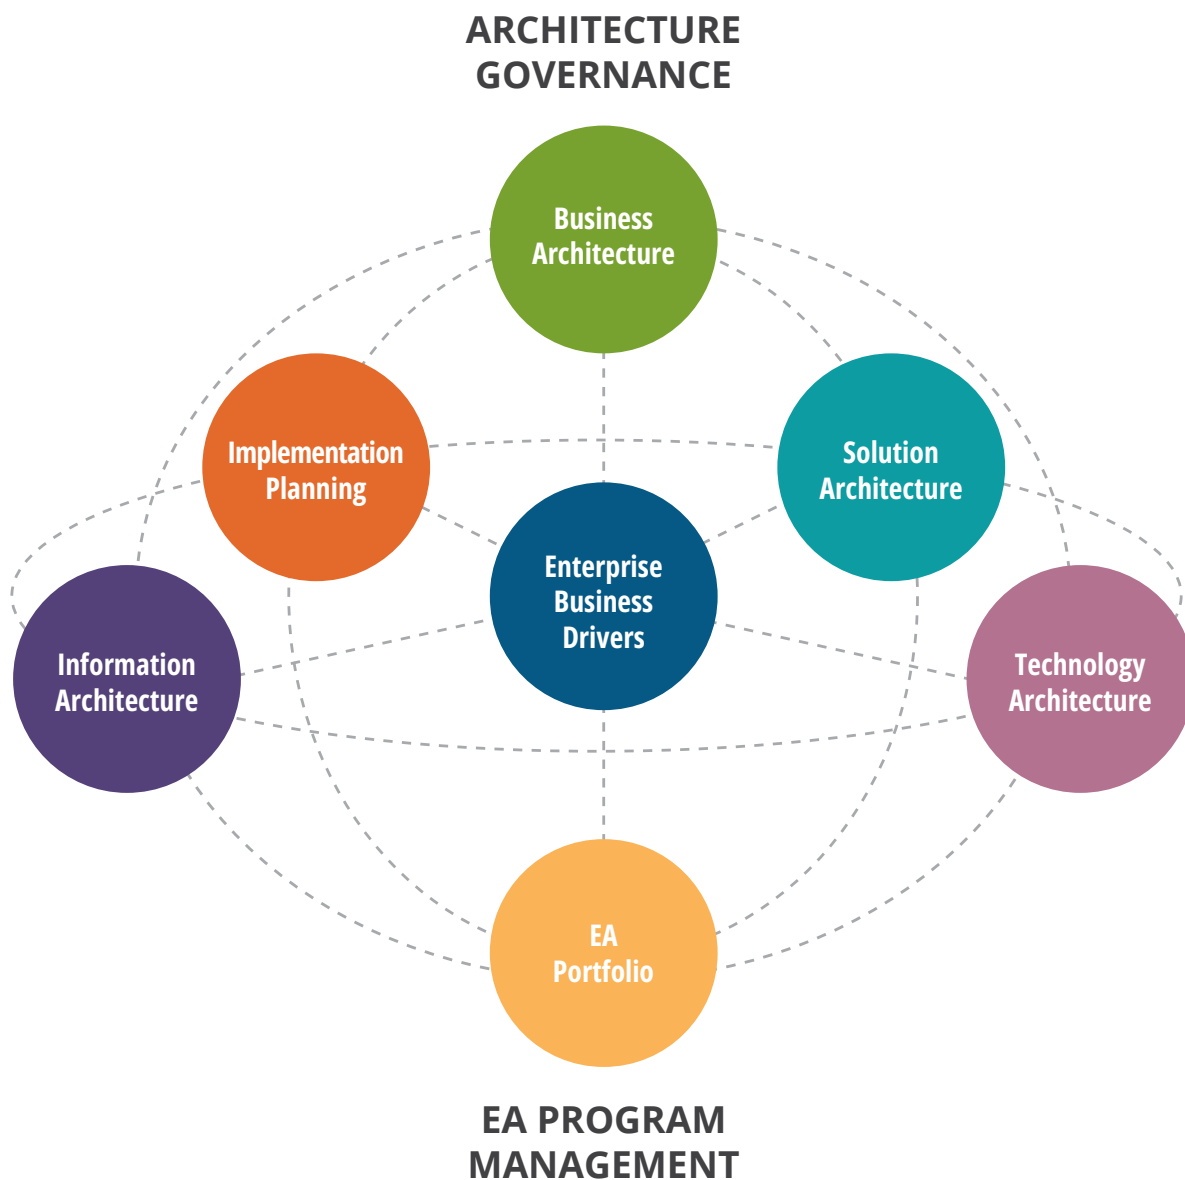 ARCHITECTURE
GOVERNANCE
Business
Architecture
Implementation
Planning
Solution
Architecture
Enterprise
Business
Drivers
Information
Architecture
Technology
Architecture
EA
Portfolio
EA PROGRAM
MANAGEMENT